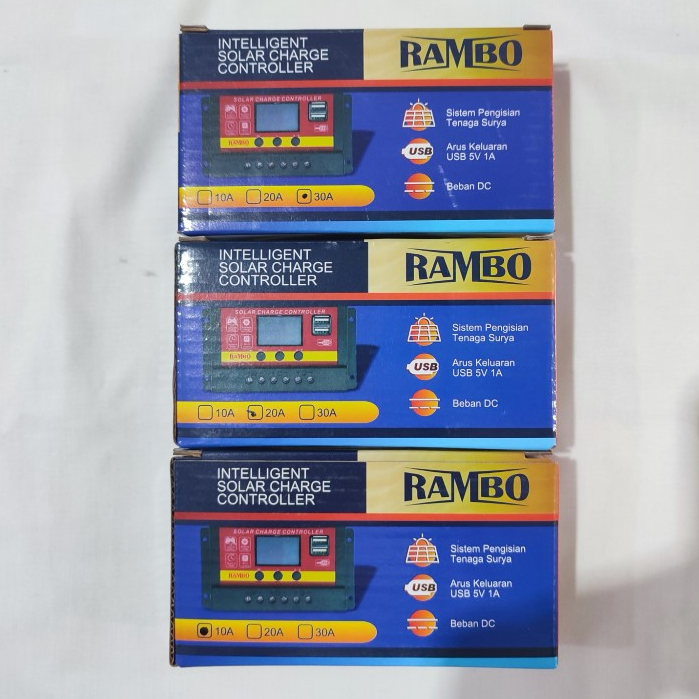 INTELLIGENT
SOLAR CHARGE
CONTROLLER
RAMBO
SOLAR CHARGE CONTROLLER
RAMBO
Sistem Pengisian
Tenaga Surya
USB
Arus Keluaran
USB 5V 1A
Beban DC
10A 20A 30A
INTELLIGENT
SOLAR CHARGE
CONTROLLER
RAMBO
SOLAR CHARGE CONTROLLER
RAMBO
Sistem Pengisian
Tenaga Surya
USB
Arus Keluaran
USB 5V 1A
Beban DC
10A 20A 30A
INTELLIGENT
SOLAR CHARGE
CONTROLLER
RAMBO
SOLAR CHARGE CONTROLLER
RAMBO
Sistem Pengisian
Tenaga Surya
USB
Arus Keluaran
USB 5V 1A
Beban DC
10A 20A 30A